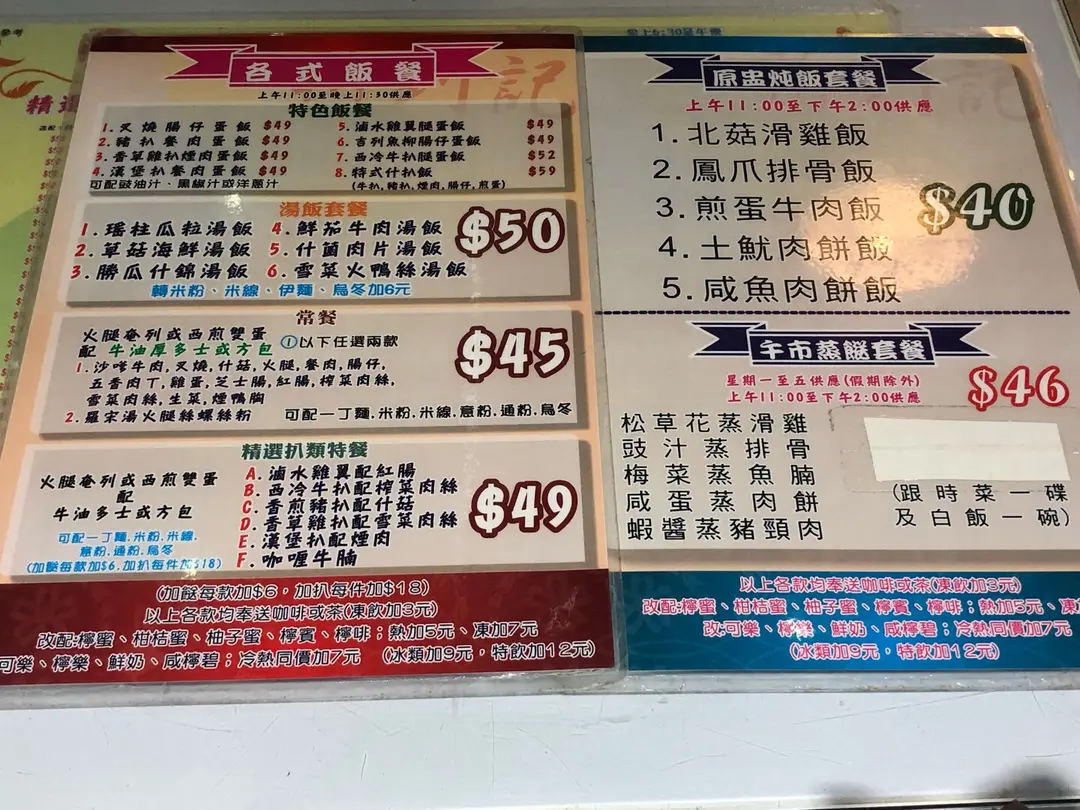 參考
晚上6:30至午夜
精選
記
記
各式飯餐
上午11:00至晚上11:30供應
特色飯餐
1. 叉燒腸仔蛋飯 $49
2. 豬扒餐肉蛋飯 $49
3. 香草雞扒煙肉蛋飯 $49
4. 漢堡扒餐肉蛋飯 $49
可配豉油汁、黑椒汁或洋蔥汁
5. 滷水雞翼腿蛋飯 $49
6. 吉列魚柳腸仔蛋飯 $49
7. 西冷牛扒腿蛋飯 $52
8. 特式什扒飯 $59
(牛扒,豬扒,煙肉,腸仔,煎蛋)
湯飯套餐
1. 瑤柱瓜粒湯飯
2. 草菇海鮮湯飯
3. 勝瓜什錦湯飯
4. 鮮茄牛肉湯飯
5. 什菌肉片湯飯
6. 雪菜火鴨絲湯飯
$50
轉米粉、米線、伊麵、烏冬加6元
常餐
火腿奄列或西煎雙蛋
配 牛油厚多士或方包
①以下任選兩款
1. 沙嗲牛肉,叉燒,什菇,火腿,餐肉,腸仔,
五香肉丁,雞蛋,芝士腸,紅腸,榨菜肉絲,
雪菜肉絲,生菜,煙鴨胸
2. 羅宋湯火腿絲螺絲粉 可配一丁麵.米粉.米線.意粉.通粉.烏冬
$45
精選扒類特餐
火腿奄列或西煎雙蛋
配
牛油多士或方包
可配一丁麵.米粉.米線.
意粉.通粉.烏冬
(加餸每款加$6.加扒每件加$18)
A. 滷水雞翼配紅腸
B. 西冷牛扒配榨菜肉絲
C. 香煎豬扒配什菇
D. 香草雞扒配雪菜肉絲
E. 漢堡扒配煙肉
F. 咖喱牛腩
$49
(加餸每款加$6，加扒每件加$18)
以上各款均奉送咖啡或茶(凍飲加3元)
改配:檸蜜、柑桔蜜、柚子蜜、檸賓、檸啡；熱加5元、凍加7元
可樂、檸樂、鮮奶、咸檸碧；冷熱同價加7元 (冰類加9元，特飲加12元)
原盅炖飯套餐
上午11:00至下午2:00供應
1. 北菇滑雞飯
2. 鳳爪排骨飯
3. 煎蛋牛肉飯
4. 土魷肉餅飯
5. 咸魚肉餅飯
$40
午市蒸餸套餐
星期一至五供應(假期除外)
上午11:00至下午2:00供應
$46
松草花蒸滑雞
豉汁蒸排骨
梅菜蒸魚腩
咸蛋蒸肉餅
蝦醬蒸豬頸肉
(跟時菜一碟
及白飯一碗)
以上各款均奉送咖啡或茶(凍飲加3元)
改配:檸蜜、柑桔蜜、柚子蜜、檸賓、檸啡；熱加5元、凍加
改:可樂、檸樂、鮮奶、咸檸碧；冷熱同價加7元
(冰類加9元，特飲加12元)